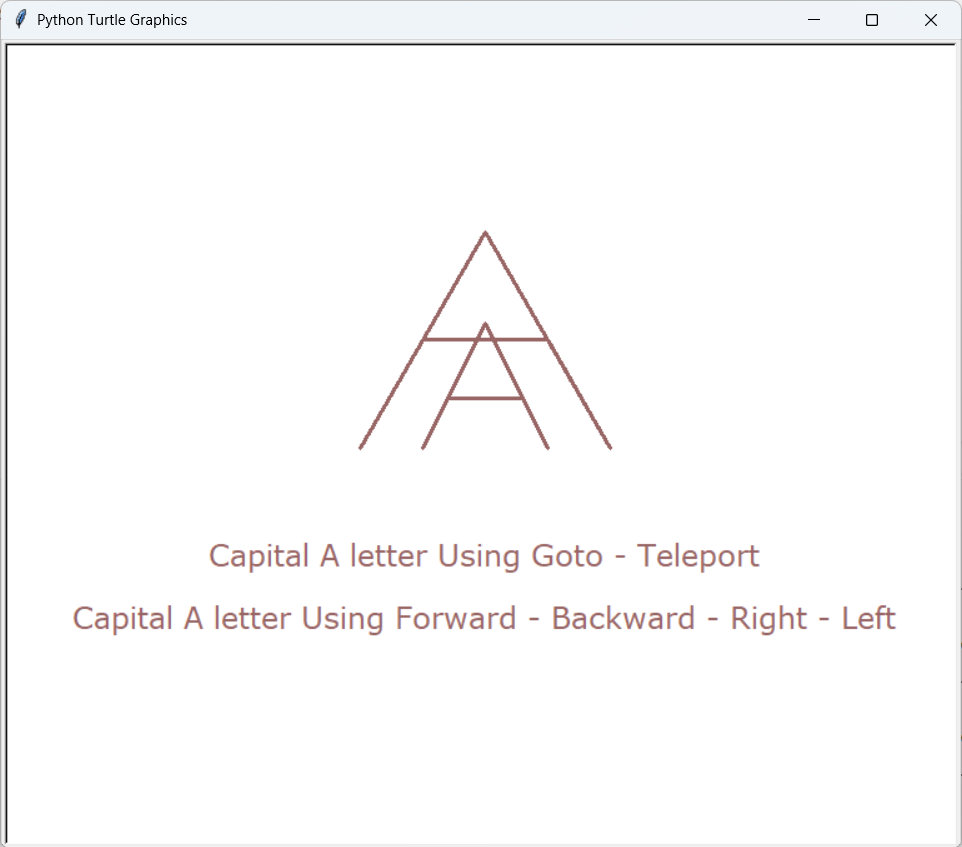 Python Turtle Graphics
A
A
Capital A letter Using Goto - Teleport
Capital A letter Using Forward - Backward - Right - Left